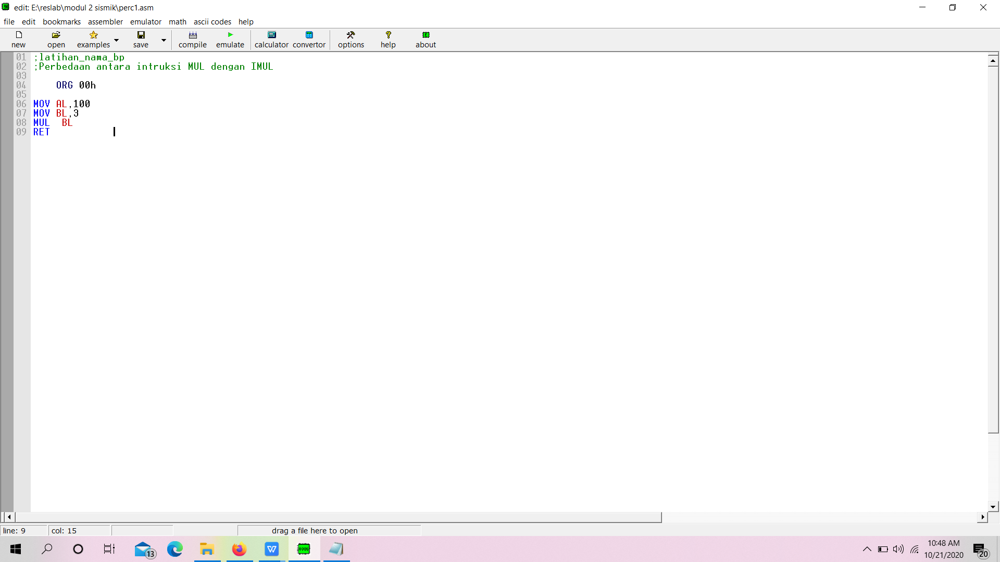 edit: E:\reslab\modul 2 sismik\perc1.asm
file edit bookmarks assembler emulator math ascii codes help
new open examples save compile emulate calculator convertor options help about
01 ;latihan_nama_bp
02 ;Perbedaan antara intruksi MUL dengan IMUL
03
04 ORG 00h
05
06 MOV AL,100
07 MOV BL,3
08 MUL BL
09 RET
line: 9 col: 15 drag a file here to open
13 W 8086 10:48 AM
10/21/2020 20